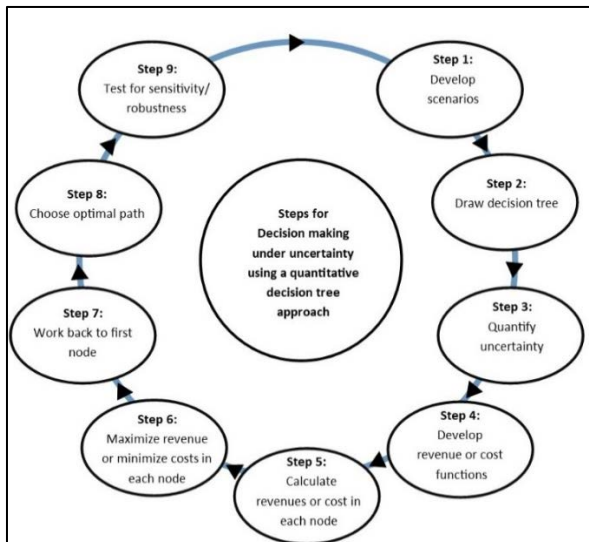 Steps for
Decision making
under uncertainty
using a quantitative
decision tree
approach
Step 1:
Develop
scenarios
Step 2:
Draw decision tree
Step 3:
Quantify
uncertainty
Step 4:
Develop
revenue or cost
functions
Step 5:
Calculate
revenues or cost in
each node
Step 6:
Maximize revenue
or minimize costs in
each node
Step 7:
Work back to first
node
Step 8:
Choose optimal path
Step 9:
Test for sensitivity/
robustness